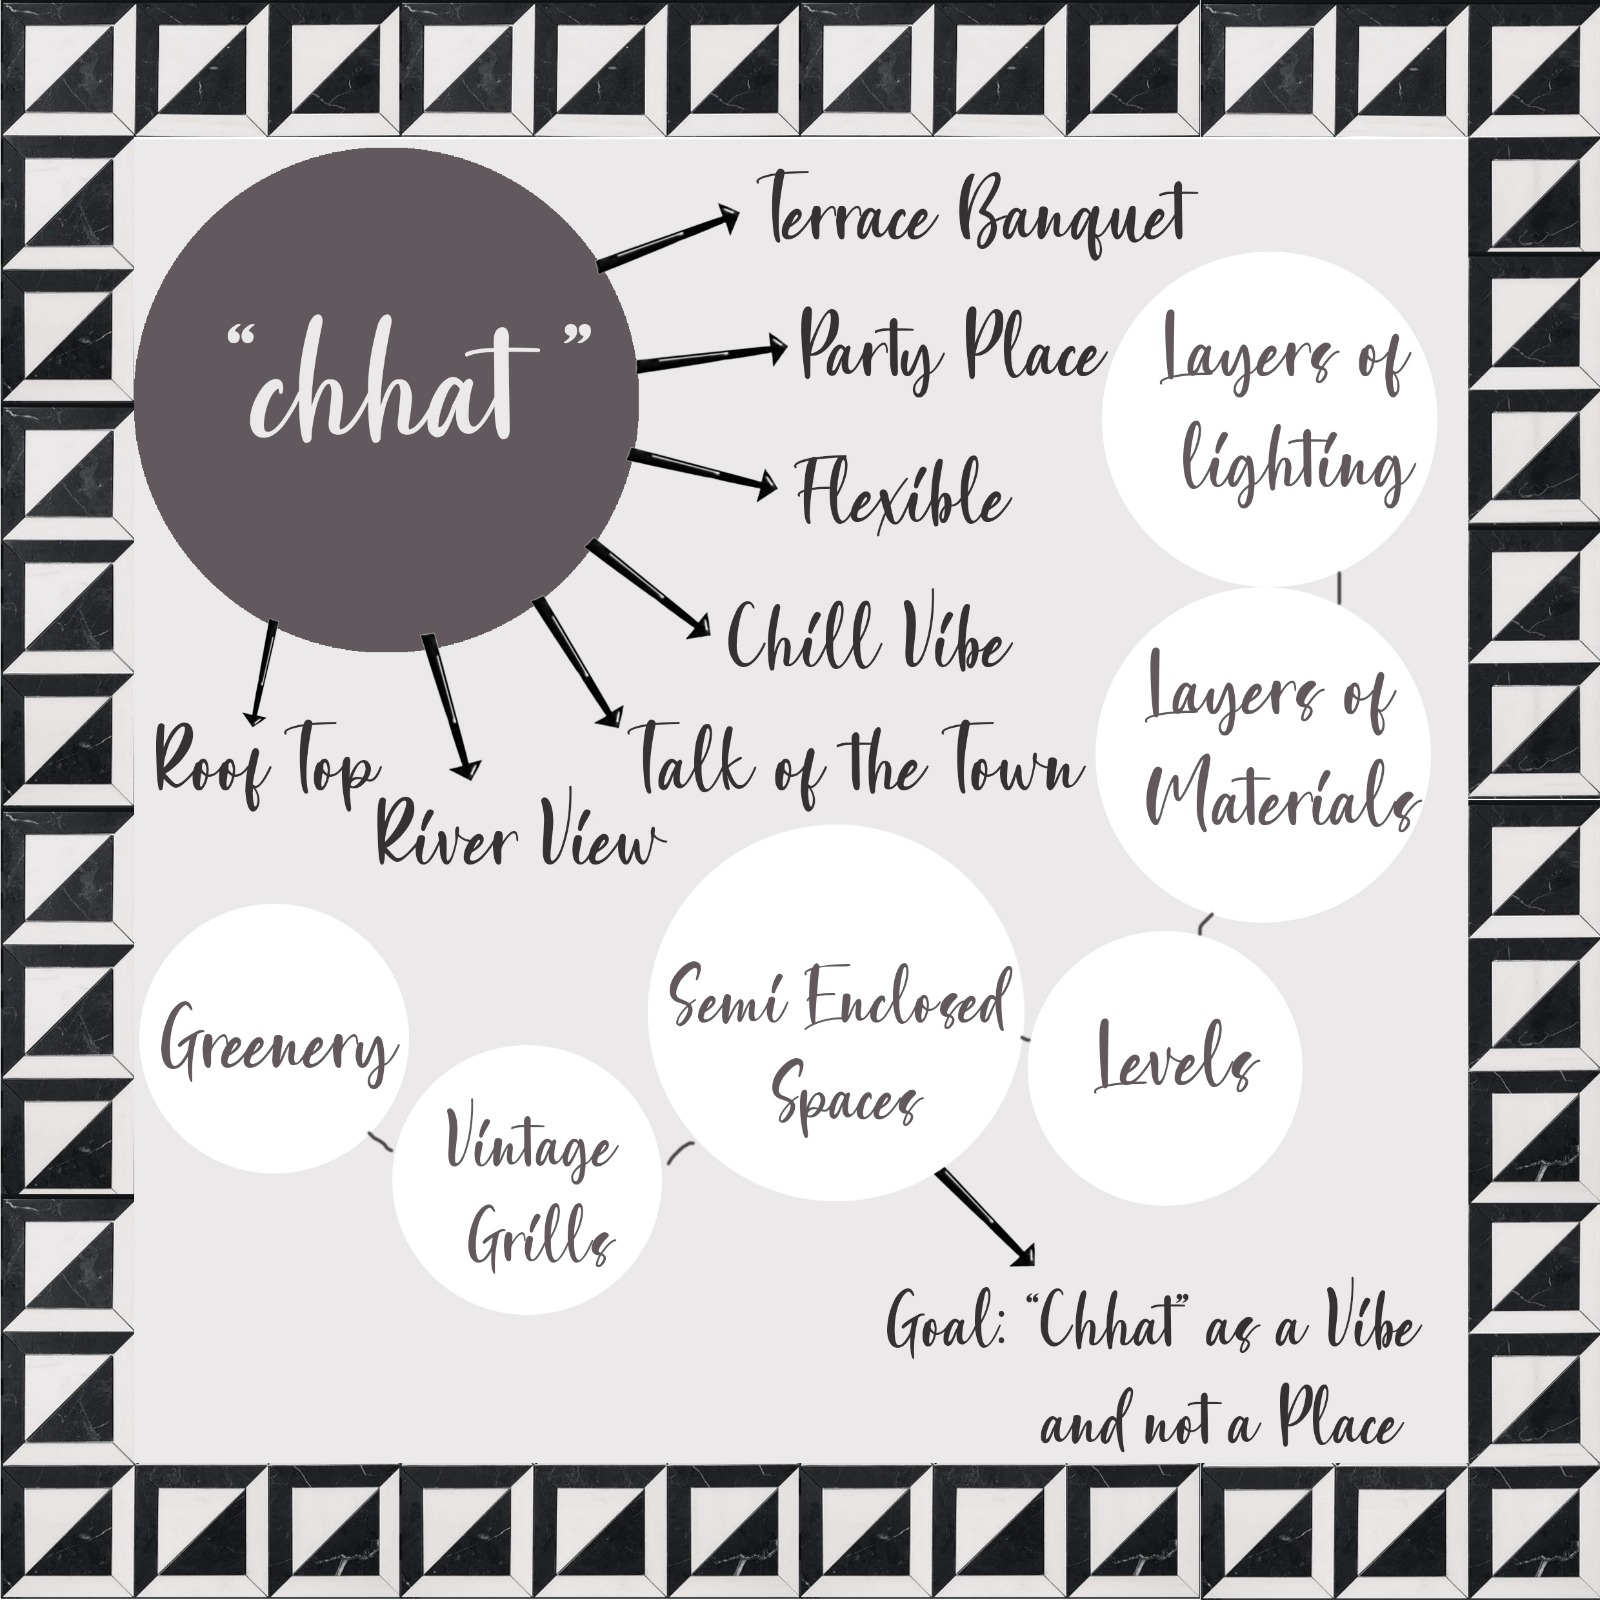 “chhat”
Terrace Banquet
Party Place
Flexible
Chill Vibe
Talk of the Town
River View
Roof Top
Layers of
lighting
Layers of
Materials
Levels
Semi Enclosed
Spaces
Vintage
Grills
Greenery
Goal: “Chhat” as a Vibe
and not a Place